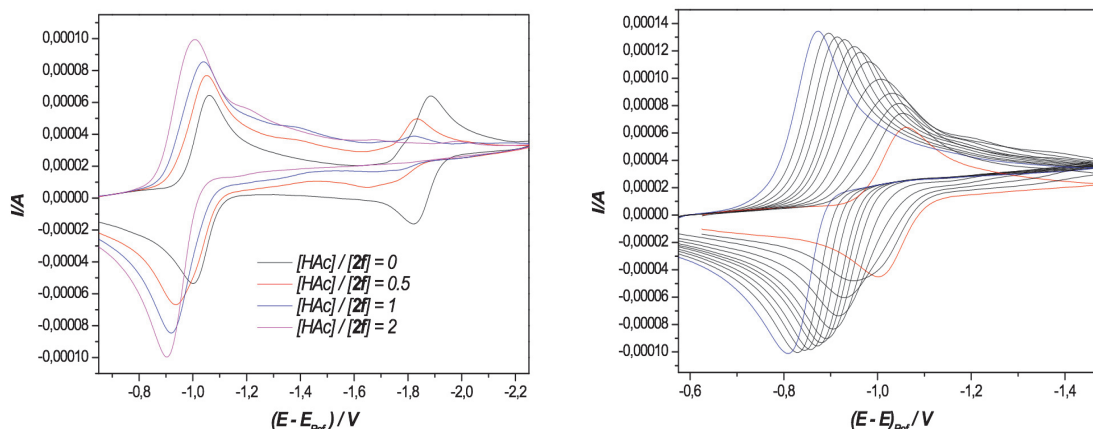 0,00010
0,00008
0,00006
0,00004
0,00002
0,00000
-0,00002
-0,00004
-0,00006
-0,00008
-0,00010
I/A
[HAc] / [2f] = 0
[HAc] / [2f] = 0.5
[HAc] / [2f] = 1
[HAc] / [2f] = 2
-0,8 -1,0 -1,2 -1,4 -1,6 -1,8 -2,0 -2,2
(E - E_Ref) / V
0,00014
0,00012
0,00010
0,00008
0,00006
0,00004
0,00002
0,00000
-0,00002
-0,00004
-0,00006
-0,00008
-0,00010
I/A
-0,6 -0,8 -1,0 -1,2 -1,4
(E - E)_Ref / V